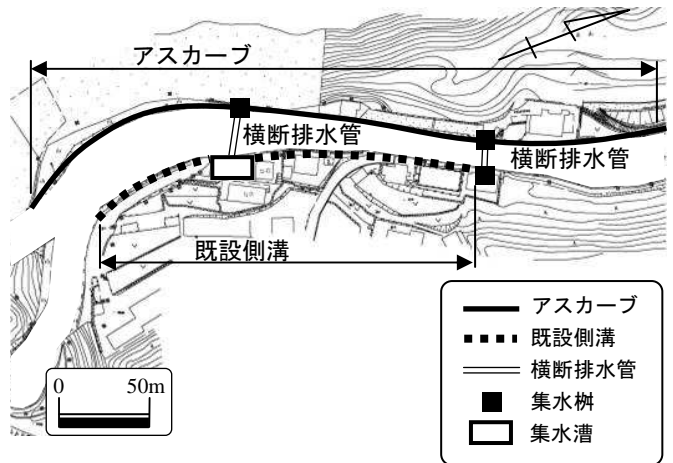 アスカーブ
横断排水管
横断排水管
既設側溝
アスカーブ
既設側溝
横断排水管
集水桝
集水漕
0 50m